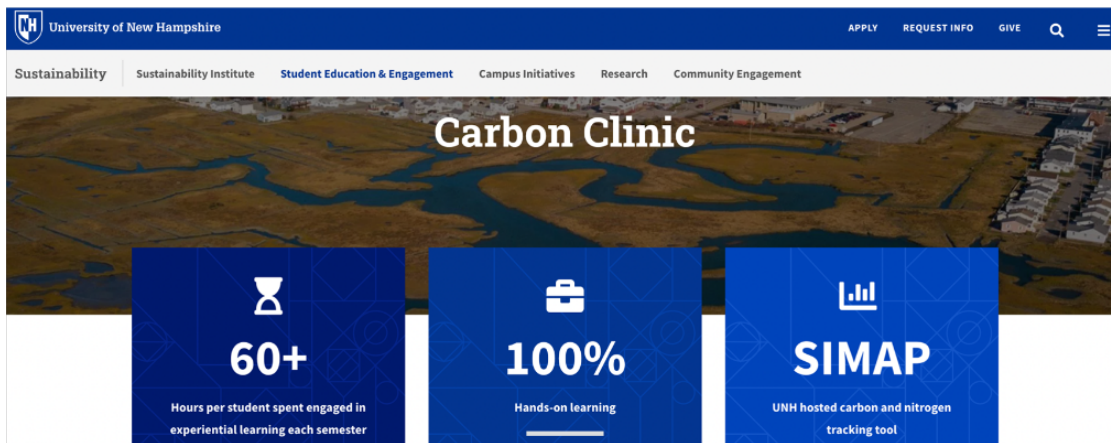 NH University of New Hampshire
APPLY REQUEST INFO GIVE
Sustainability Sustainability Institute Student Education & Engagement Campus Initiatives Research Community Engagement
Carbon Clinic
60+
Hours per student spent engaged in
experiential learning each semester
100%
Hands-on learning
SIMAP
UNH hosted carbon and nitrogen
tracking tool